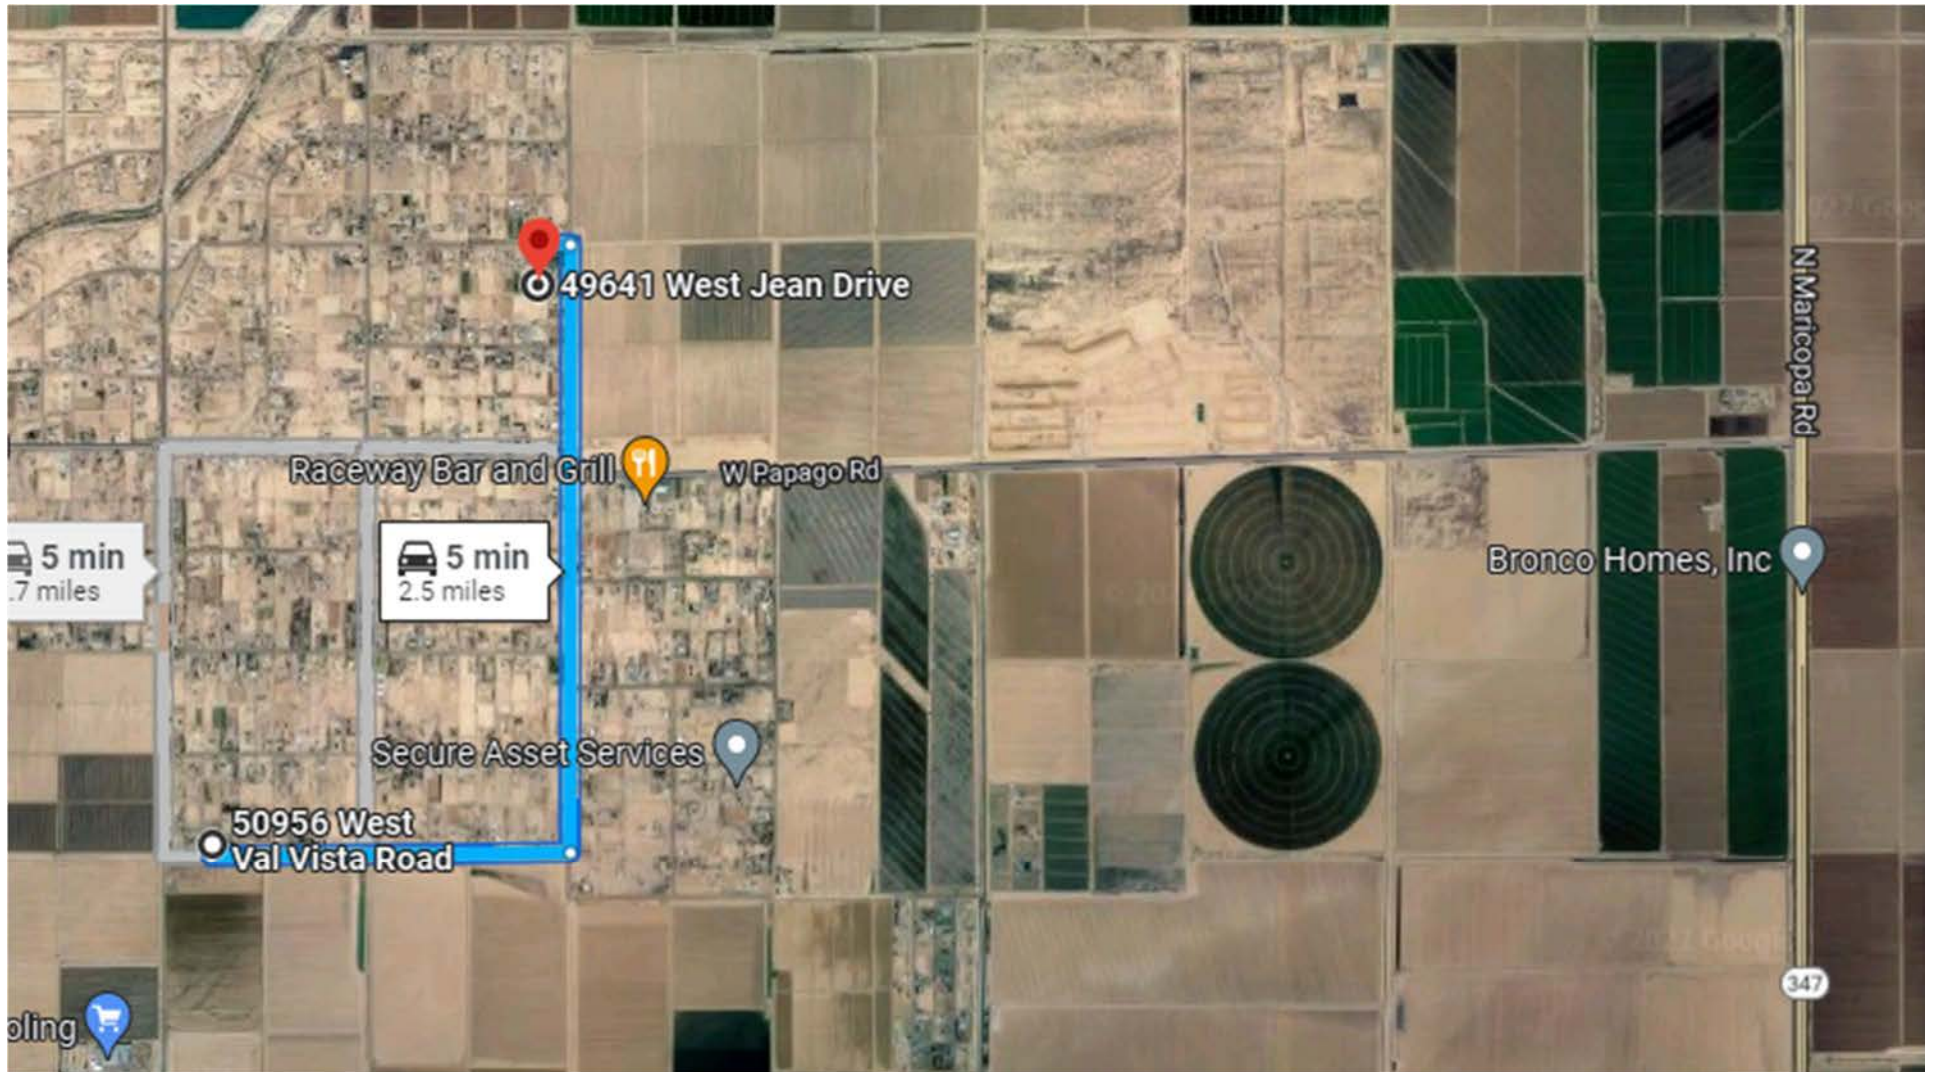 49641 West Jean Drive
N Maricopa Rd
Raceway Bar and Grill
W Papago Rd
5 min
.7 miles
5 min
2.5 miles
Bronco Homes, Inc
Secure Asset Services
50956 West
Val Vista Road
347
oling